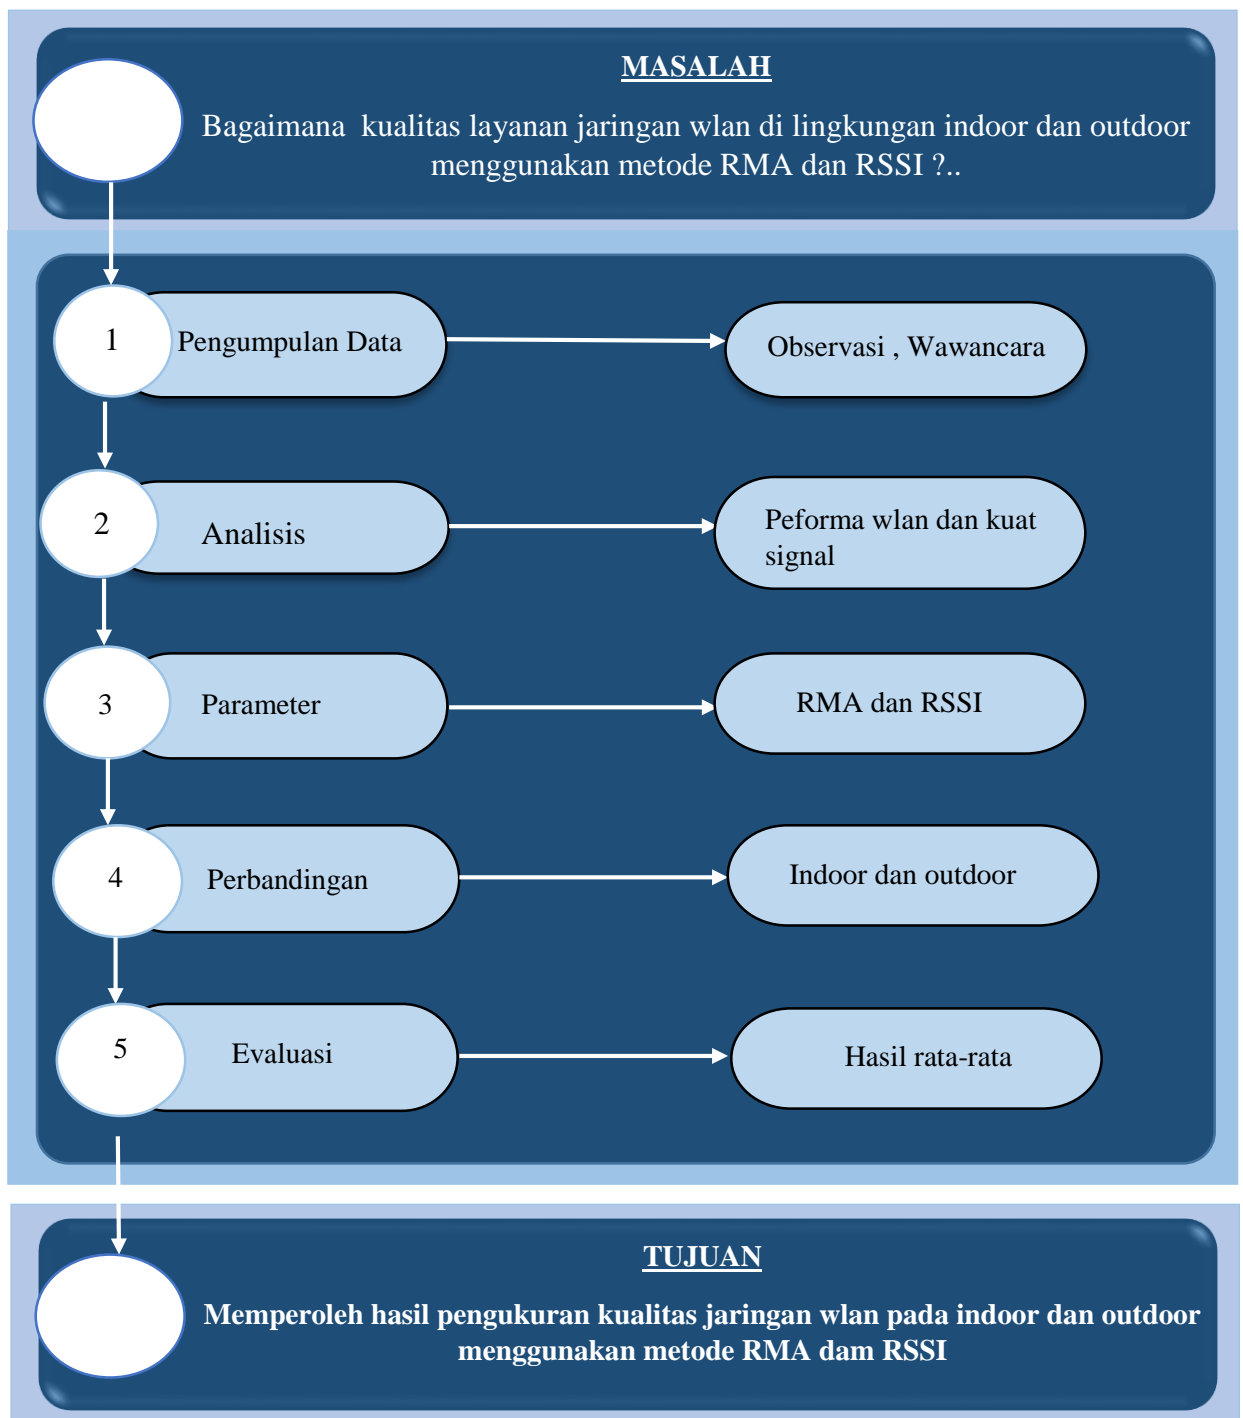 MASALAH
Bagaimana kualitas layanan jaringan wlan di lingkungan indoor dan outdoor
menggunakan metode RMA dan RSSI ?..
1
Pengumpulan Data
Observasi , Wawancara
2
Analisis
Peforma wlan dan kuat
signal
3
Parameter
RMA dan RSSI
4
Perbandingan
Indoor dan outdoor
5
Evaluasi
Hasil rata-rata
TUJUAN
Memperoleh hasil pengukuran kualitas jaringan wlan pada indoor dan outdoor
menggunakan metode RMA dam RSSI